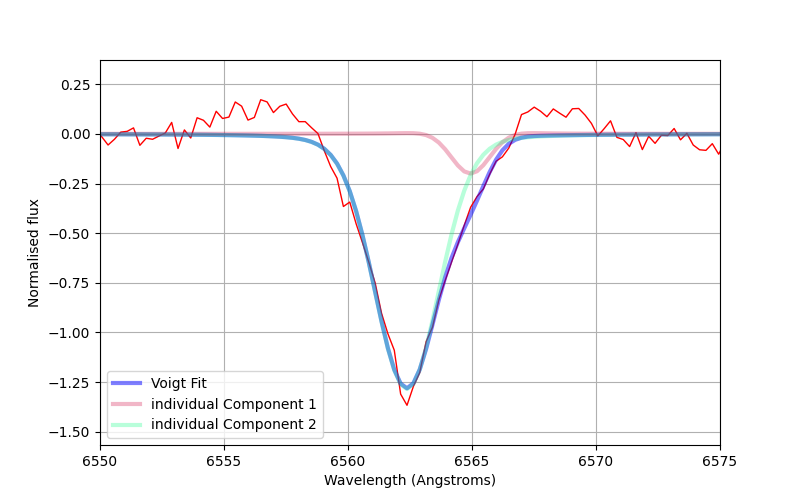 0.25
0.00
−0.25
−0.50
−0.75
−1.00
−1.25
−1.50
Normalised flux
Voigt Fit
individual Component 1
individual Component 2
6550 6555 6560 6565 6570 6575
Wavelength (Angstroms)